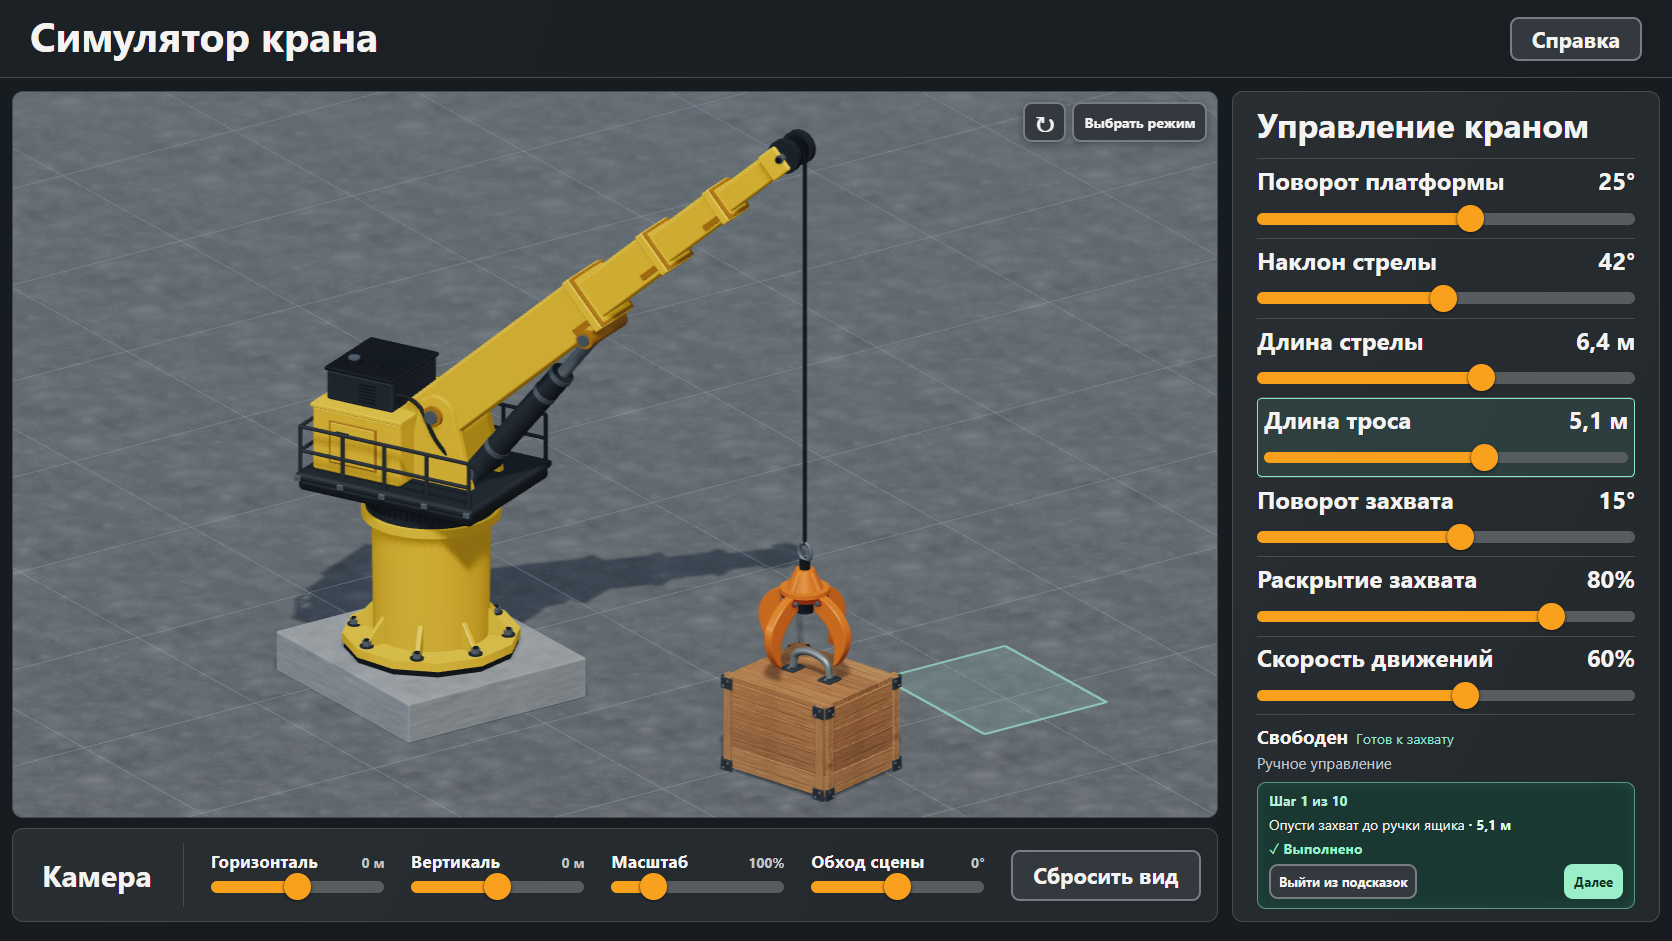 Симулятор крана
Справка
↻
Выбрать режим
Управление краном
Поворот платформы 25°
Наклон стрелы 42°
Длина стрелы 6,4 м
Длина троса 5,1 м
Поворот захвата 15°
Раскрытие захвата 80%
Скорость движений 60%
Свободен Готов к захвату
Ручное управление
Шаг 1 из 10
Опусти захват до ручки ящика · 5,1 м
✓ Выполнено
Выйти из подсказок
Далее
Камера
Горизонталь 0 м
Вертикаль 0 м
Масштаб 100%
Обход сцены 0°
Сбросить вид